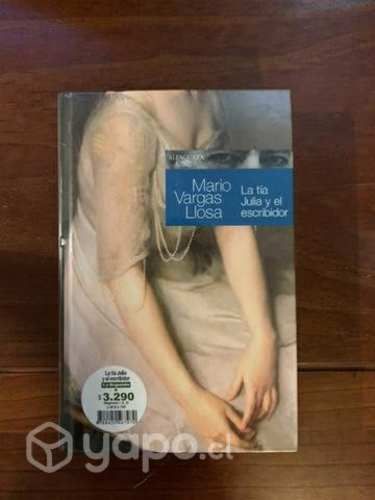 ALFAGUARA
Mario
Vargas
Llosa
La tía
Julia y el
escribidor
La tía Julia
y el escribidor
$ 3.290
yapo.cl